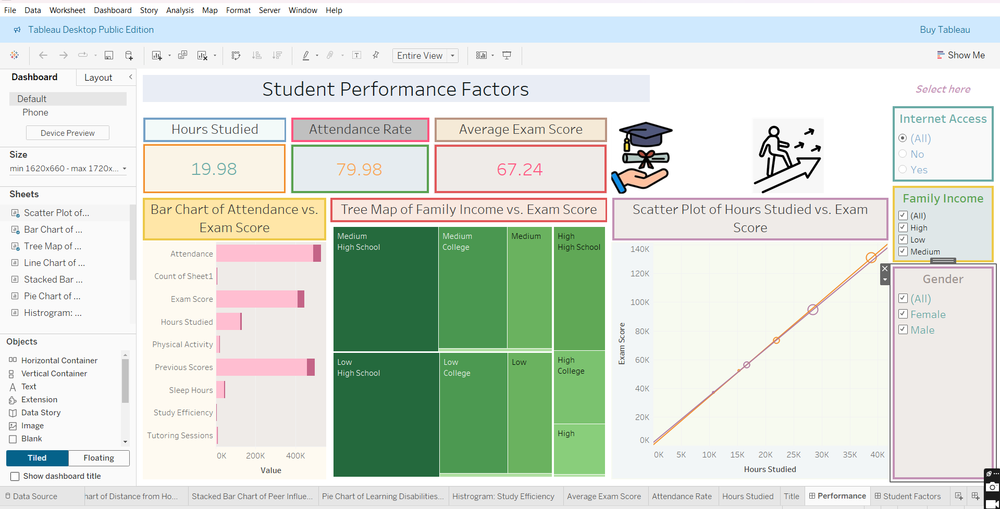 File Data Worksheet Dashboard Story Analysis Map Format Server Window Help
Tableau Desktop Public Edition
Buy Tableau
Entire View
Show Me
Dashboard
Layout
Default
Phone
Device Preview
Size
min 1620x660 - max 1720x...
Sheets
Scatter Plot of...
Bar Chart of ...
Tree Map of ...
Line Chart of ...
Stacked Bar ...
Pie Chart of ...
Histrogram: ...
Objects
Horizontal Container
Vertical Container
Text
Extension
Data Story
Image
Blank
Tiled
Floating
Show dashboard title
Student Performance Factors
Hours Studied
Attendance Rate
Average Exam Score
19.98
79.98
67.24
Bar Chart of Attendance vs.
Exam Score
Attendance
Count of Sheet1
Exam Score
Hours Studied
Physical Activity
Previous Scores
Sleep Hours
Study Efficiency
Tutoring Sessions
0K 200K 400K
Value
Tree Map of Family Income vs. Exam Score
Medium
High School
Medium
College
Medium
High
High School
Low
High School
Low
College
Low
High
College
High
Scatter Plot of Hours Studied vs. Exam
Score
Exam Score
140K
120K
100K
80K
60K
40K
20K
0K
0K 5K 10K 15K 20K 25K 30K 35K 40K
Hours Studied
Select here
Internet Access
(All)
No
Yes
Family Income
(All)
High
Low
Medium
Gender
(All)
Female
Male
Data Source
hart of Distance from Ho...
Stacked Bar Chart of Peer Influe...
Pie Chart of Learning Disabilities...
Histrogram: Study Efficiency
Average Exam Score
Attendance Rate
Hours Studied
Title
Performance
Student Factors